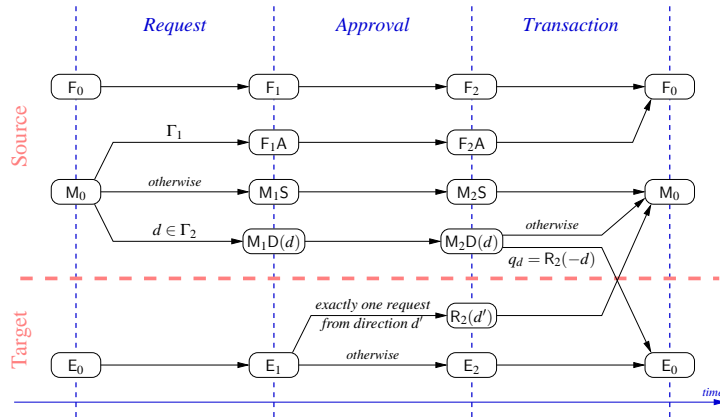 Request Approval Transaction
F₀ F₁ F₂ F₀
Γ₁
F₁A F₂A
Source
M₀ otherwise M₁S M₂S M₀
otherwise
d ∈ Γ₂
M₁D(d) M₂D(d)
q_d = R₂(−d)
exactly one request
from direction d′
R₂(d′)
Target
otherwise
E₀ E₁ E₂ E₀
time